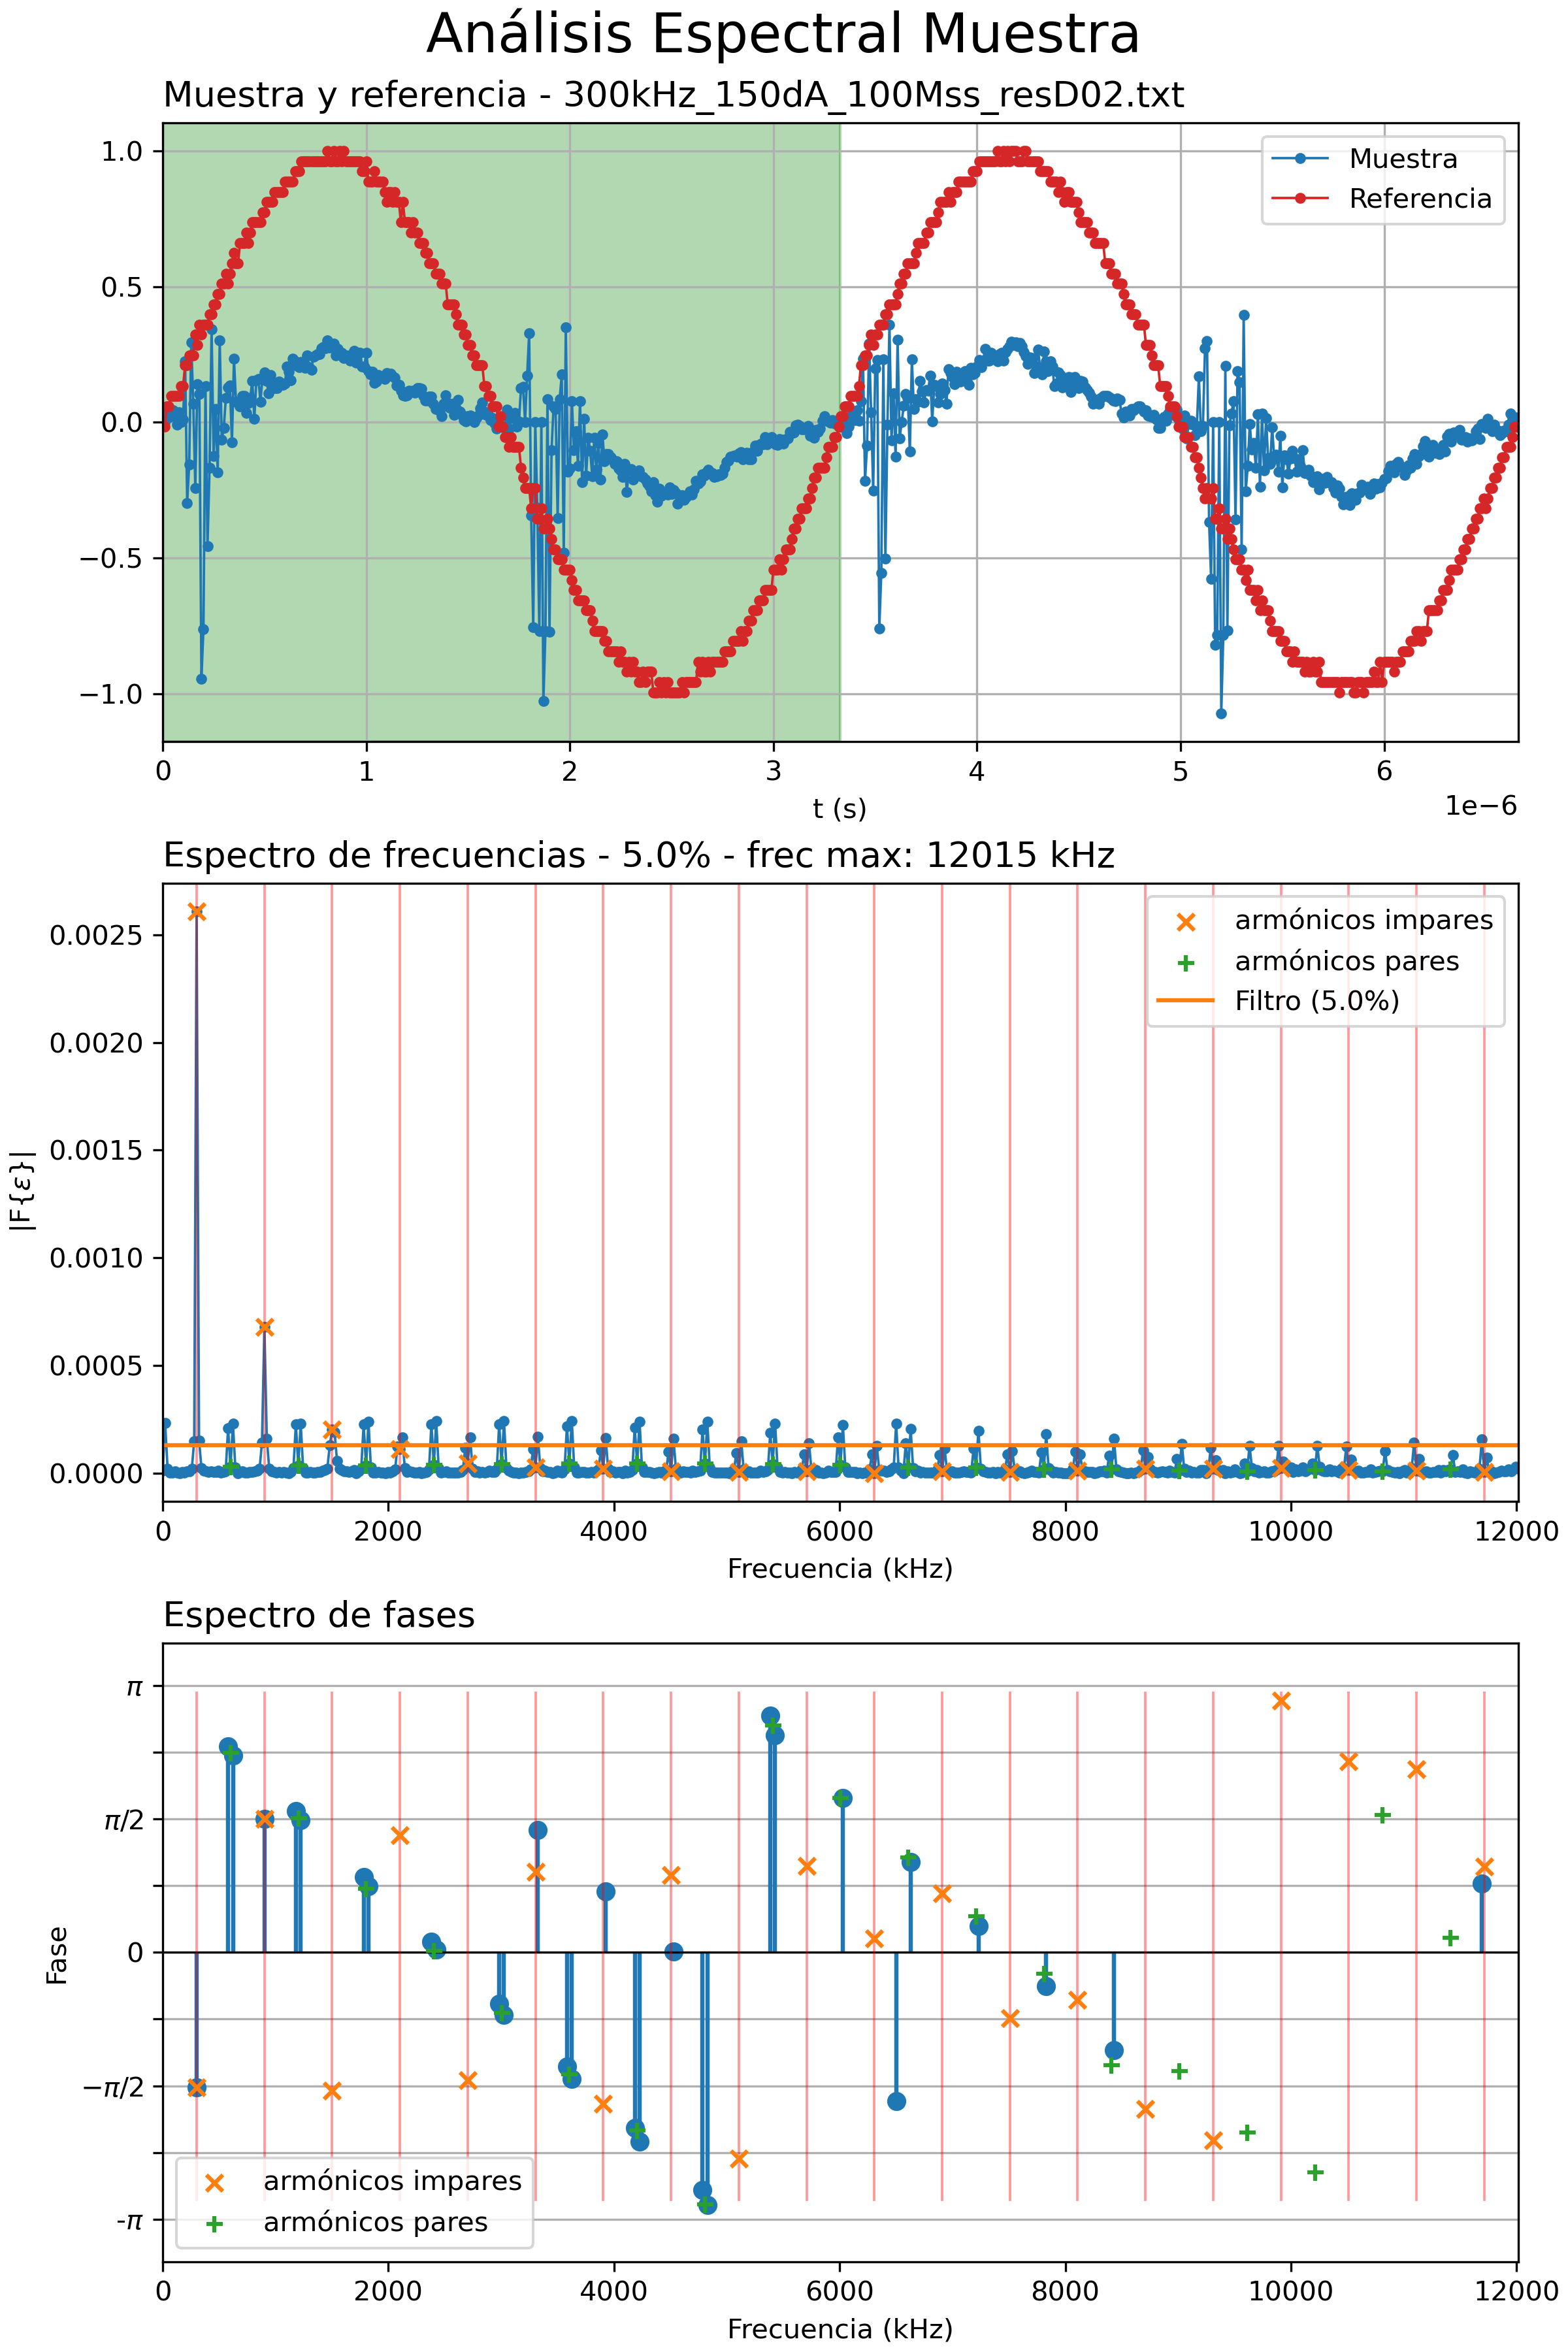 Análisis Espectral Muestra
Muestra y referencia - 300kHz_150dA_100Mss_resD02.txt
1.0
0.5
0.0
−0.5
−1.0
Muestra
Referencia
0 1 2 3 4 5 6
1e−6
t (s)
Espectro de frecuencias - 5.0% - frec max: 12015 kHz
0.0025
0.0020
0.0015
0.0010
0.0005
0.0000
|F{ε}|
armónicos impares
armónicos pares
Filtro (5.0%)
0 2000 4000 6000 8000 10000 12000
Frecuencia (kHz)
Espectro de fases
π
π/2
0
−π/2
-π
Fase
armónicos impares
armónicos pares
0 2000 4000 6000 8000 10000 12000
Frecuencia (kHz)